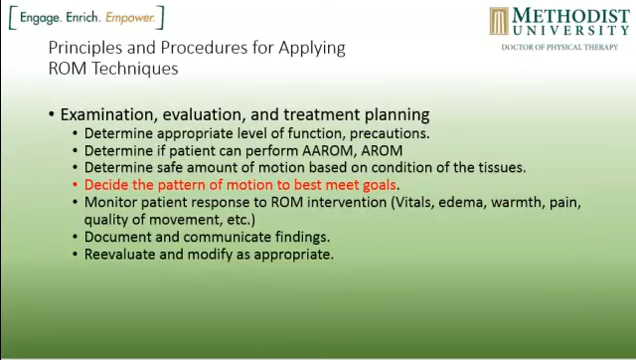 [Engage. Enrich. Empower.]
METHODIST
UNIVERSITY
DOCTOR OF PHYSICAL THERAPY
Principles and Procedures for Applying
ROM Techniques
• Examination, evaluation, and treatment planning
• Determine appropriate level of function, precautions.
• Determine if patient can perform AAROM, AROM
• Determine safe amount of motion based on condition of the tissues.
• Decide the pattern of motion to best meet goals.
• Monitor patient response to ROM intervention (Vitals, edema, warmth, pain,
quality of movement, etc.)
• Document and communicate findings.
• Reevaluate and modify as appropriate.